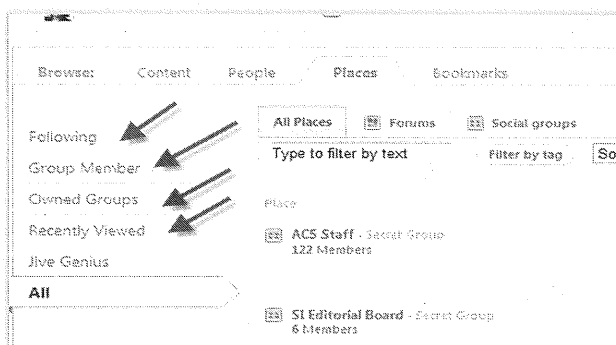 Browse: Content People Places Bookmarks
Following
Group Member
Owned Groups
Recently Viewed
Jive Genius
All
All Places Forums Social groups
Type to filter by text Filter by tag So
Place
ACS Staff - Secret Group
122 Members
SI Editorial Board - Secret Group
6 Members